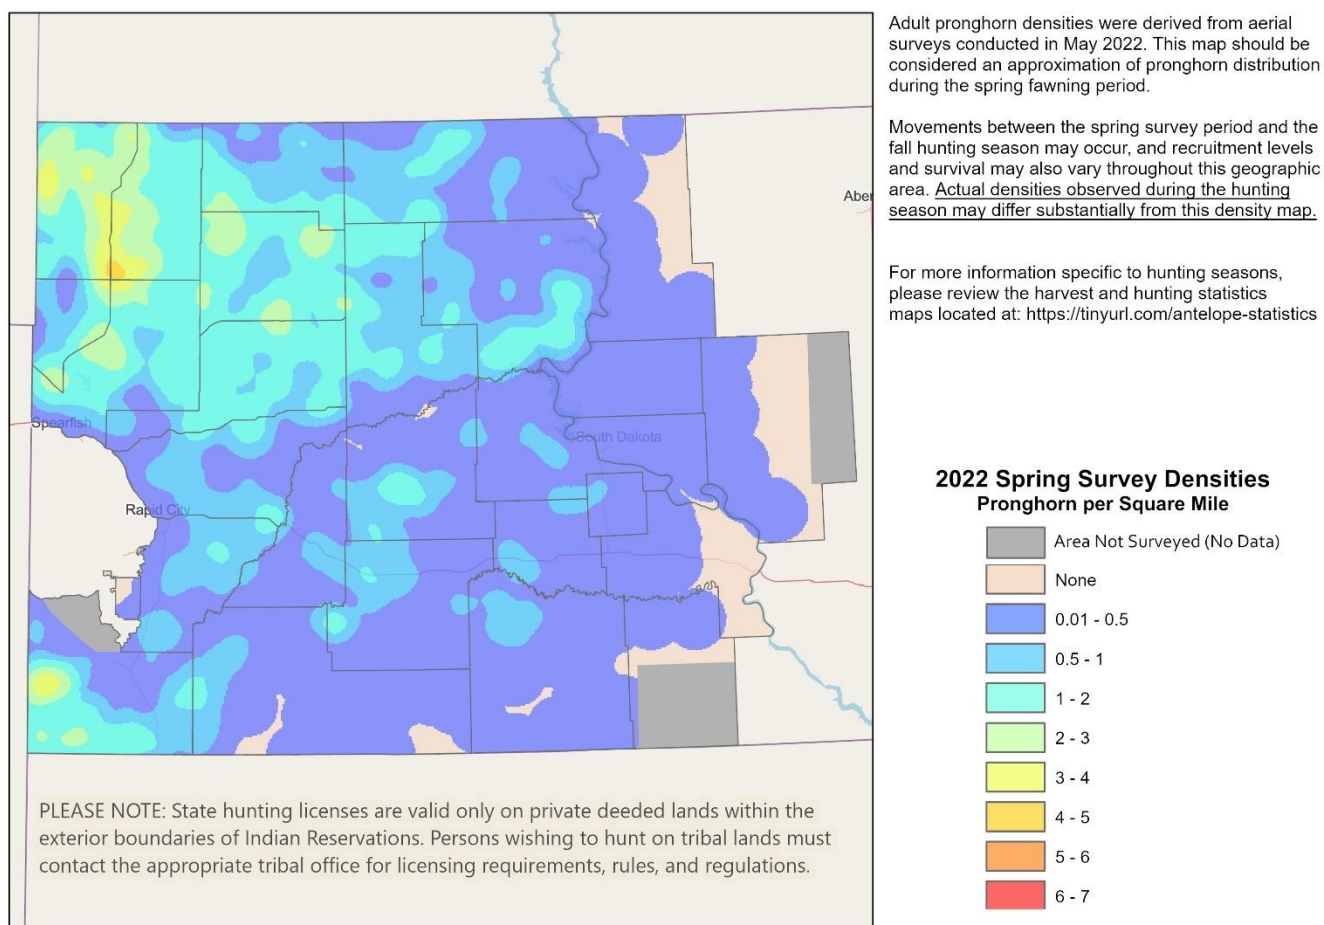 Adult pronghorn densities were derived from aerial
surveys conducted in May 2022. This map should be
considered an approximation of pronghorn distribution
during the spring fawning period.
Movements between the spring survey period and the
fall hunting season may occur, and recruitment levels
and survival may also vary throughout this geographic
area. Actual densities observed during the hunting
season may differ substantially from this density map.
For more information specific to hunting seasons,
please review the harvest and hunting statistics
maps located at: https://tinyurl.com/antelope-statistics
Aber
Spearfish
South Dakota
Rapid City
2022 Spring Survey Densities
Pronghorn per Square Mile
Area Not Surveyed (No Data)
None
0.01 - 0.5
0.5 - 1
1 - 2
2 - 3
3 - 4
4 - 5
5 - 6
6 - 7
PLEASE NOTE: State hunting licenses are valid only on private deeded lands within the
exterior boundaries of Indian Reservations. Persons wishing to hunt on tribal lands must
contact the appropriate tribal office for licensing requirements, rules, and regulations.